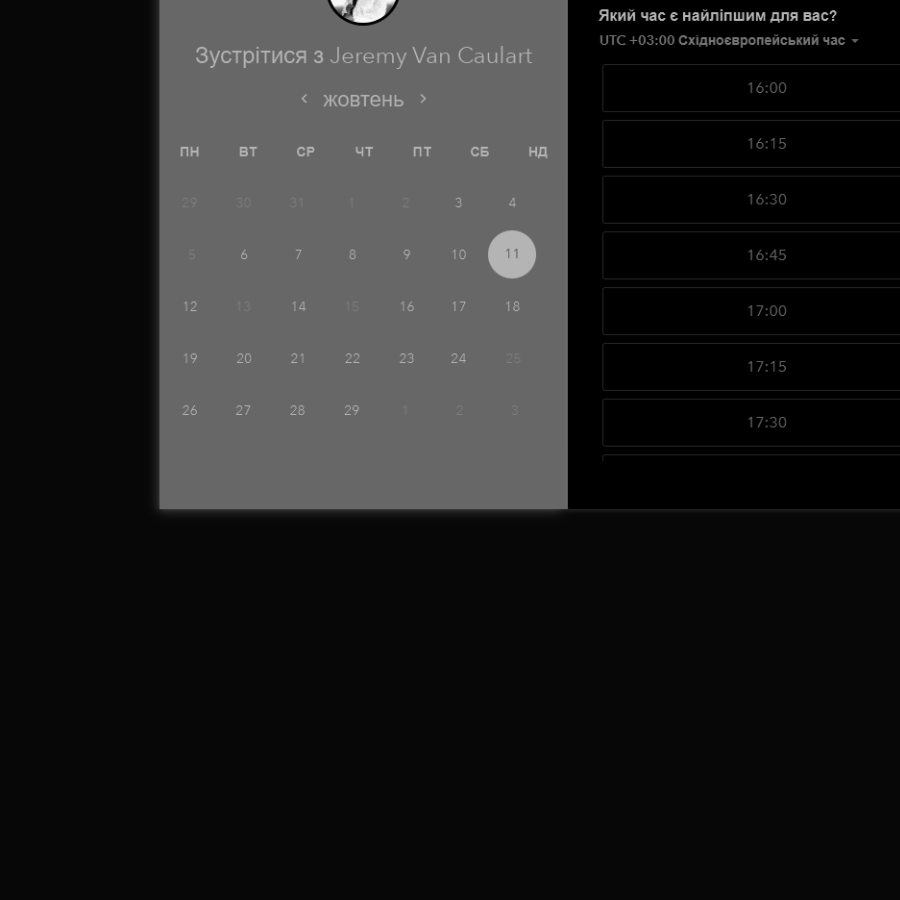 Зустрітися з Jeremy Van Caulart
жовтень
ПН ВТ СР ЧТ ПТ СБ НД
29 30 31 1 2 3 4
5 6 7 8 9 10 11
12 13 14 15 16 17 18
19 20 21 22 23 24 25
26 27 28 29 1 2 3
Який час є найліпшим для вас?
UTC +03:00 Східноєвропейський час
16:00
16:15
16:30
16:45
17:00
17:15
17:30